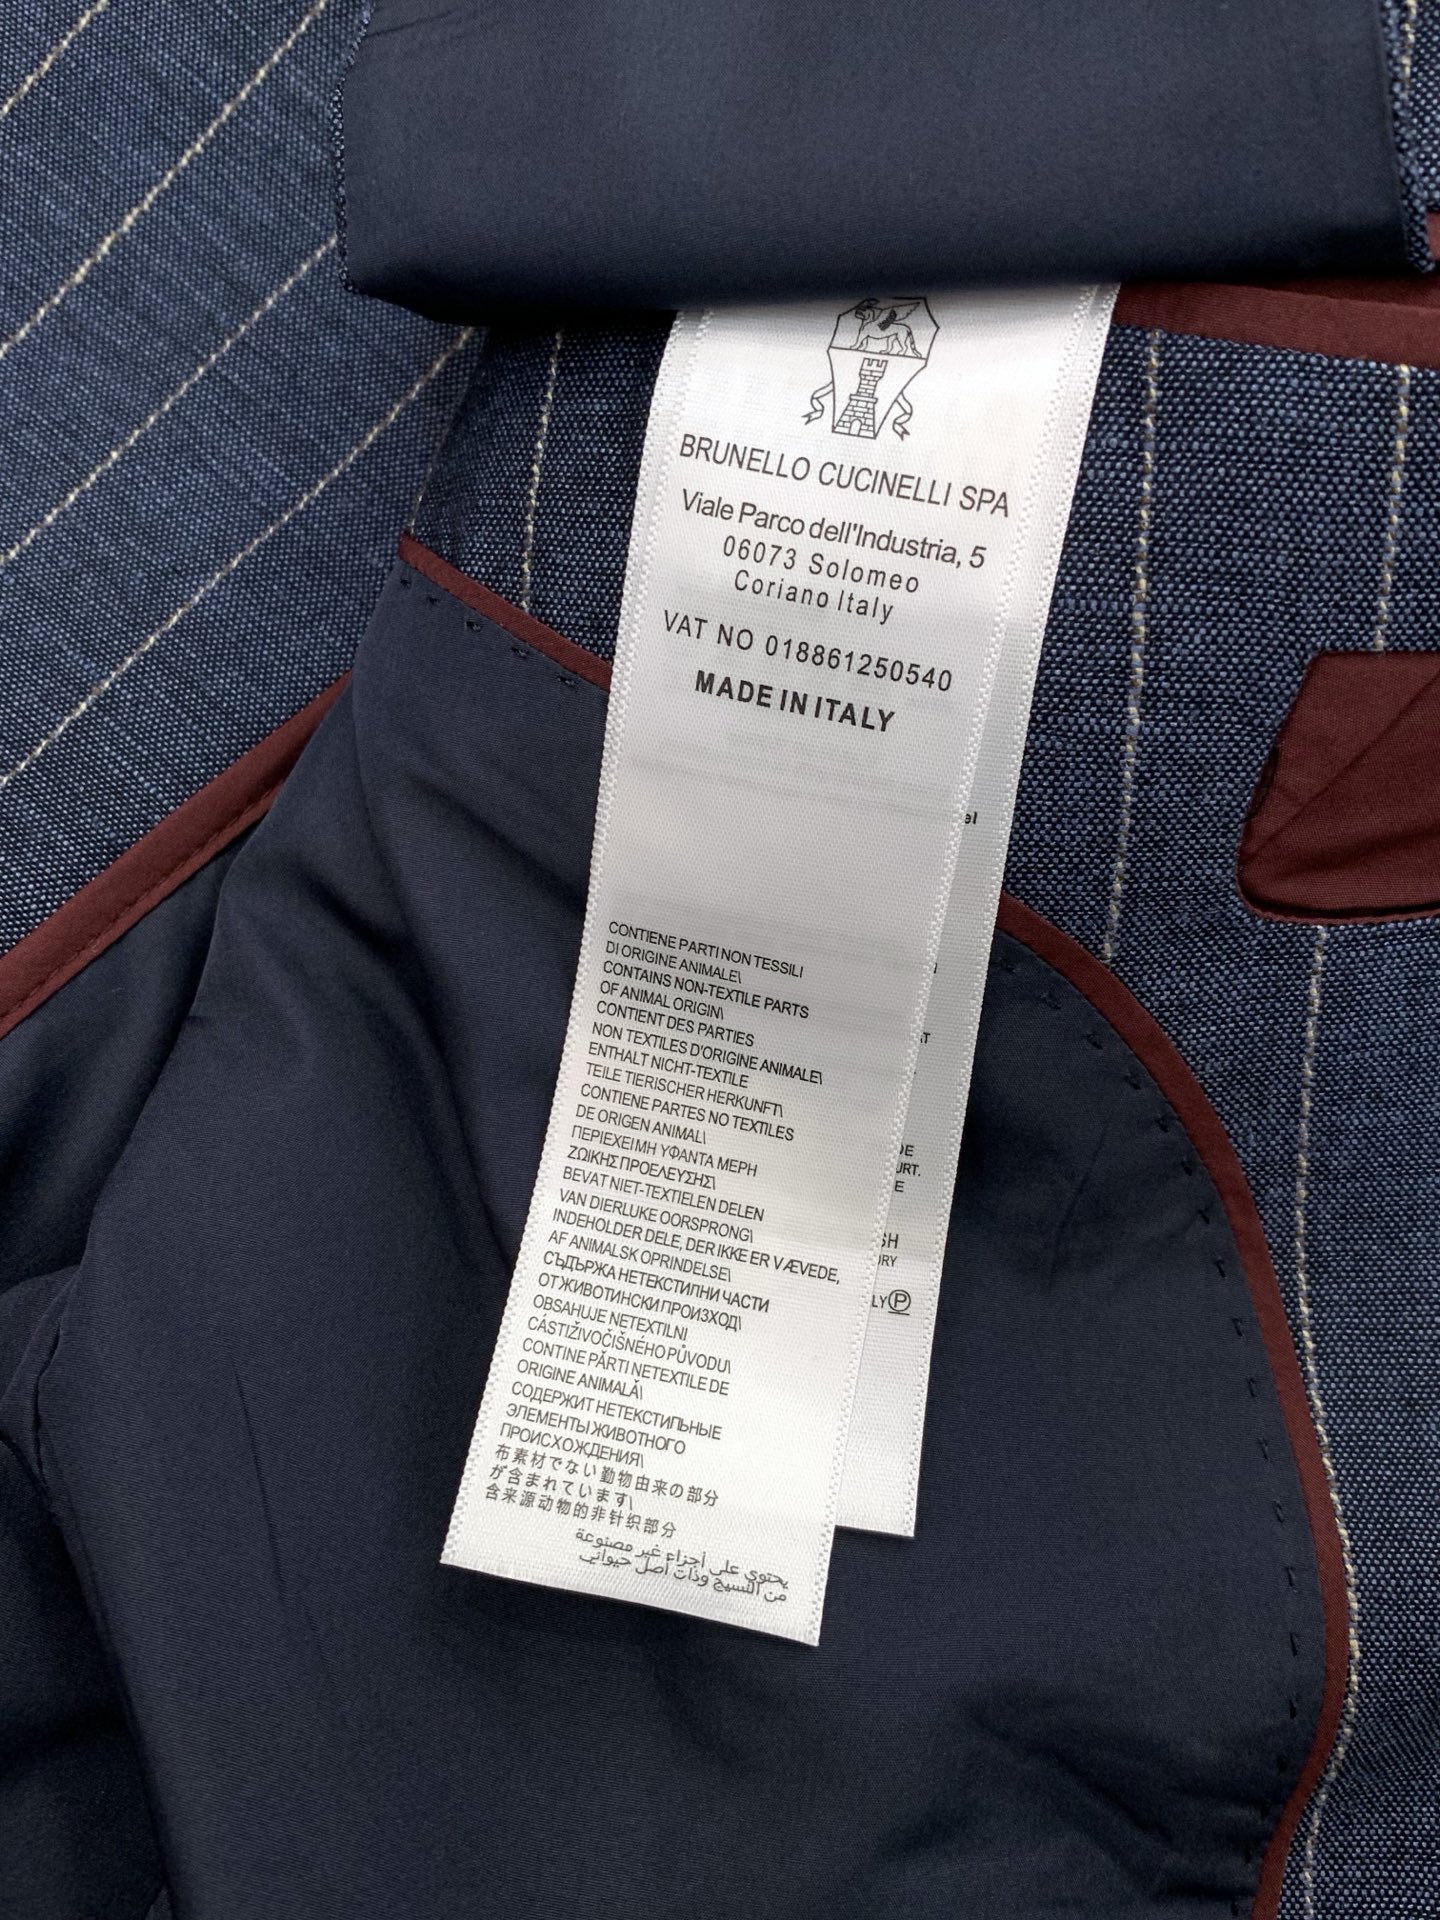 BRUNELLO CUCINELLI SPA
Viale Parco dell'Industria, 5
06073 Solomeo
Coriano Italy
VAT NO 018861250540
MADE IN ITALY
CONTIENE PARTI NON TESSILI
DI ORIGINE ANIMALE\
CONTAINS NON-TEXTILE PARTS
OF ANIMAL ORIGIN\
CONTIENT DES PARTIES
NON TEXTILES D'ORIGINE ANIMALE\
ENTHALT NICHT-TEXTILE
TEILE TIERISCHER HERKUNFT\
CONTIENE PARTES NO TEXTILES
DE ORIGEN ANIMAL\
ΠΕΡΙΕΧΕΙ ΜΗ ΥΦΑΝΤΑ ΜΕΡΗ
ΖΩΙΚΗΣ ΠΡΟΕΛΕΥΣΗΣ\
BEVAT NIET-TEXTIELEN DELEN
VAN DIERLUKE OORSPRONG\
INDEHOLDER DELE, DER IKKE ER VÆVEDE,
AF ANIMALSK OPRINDELSE\
СЪДЪРЖА НЕТЕКСТИЛНИ ЧАСТИ
ОТ ЖИВОТИНСКИ ПРОИЗХОД\
OBSAHUJE NETEXTILNI
CÁSTIŽIVOČIŠNÉHO PŮVODU\
CONTINE PĂRTI NETEXTILE DE
ORIGINE ANIMALĂ\
СОДЕРЖИТ НЕТЕКСТИЛЬНЫЕ
ЭЛЕМЕНТЫ ЖИВОТНОГО
ПРОИСХОЖДЕНИЯ\
布素材でない勤物由来の部分
が含まれています\
含来源动物的非针织部分
يحتوي على أجزاء غير مصنوعة
من النسيج وذات أصل حيواني